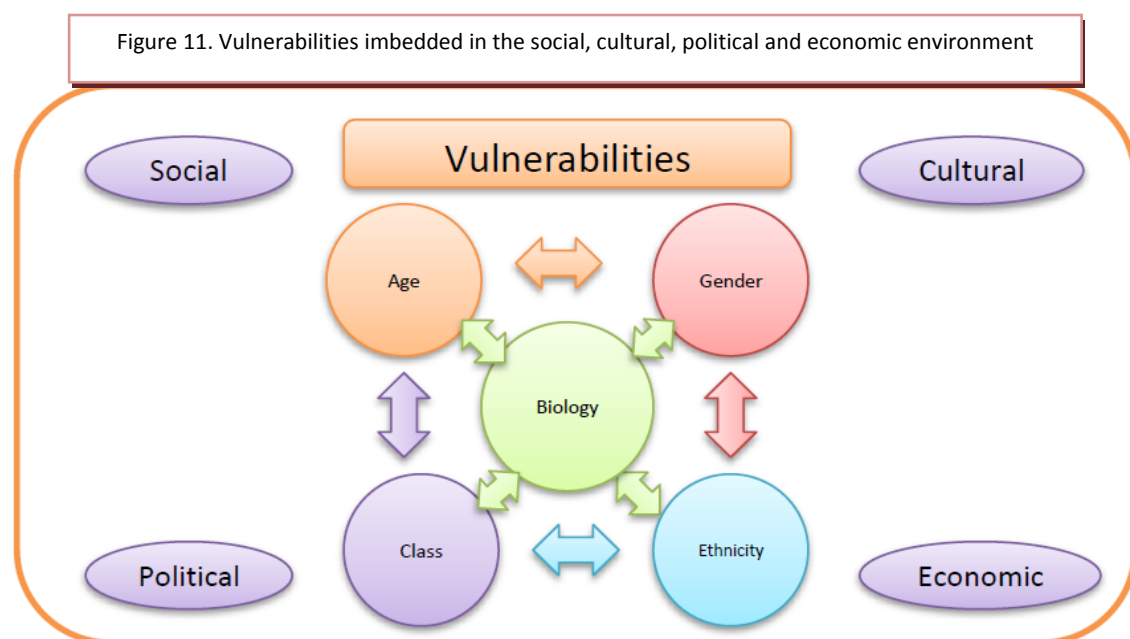 Figure 11. Vulnerabilities imbedded in the social, cultural, political and economic environment
Social
Vulnerabilities
Cultural
Age
Gender
Biology
Class
Ethnicity
Political
Economic